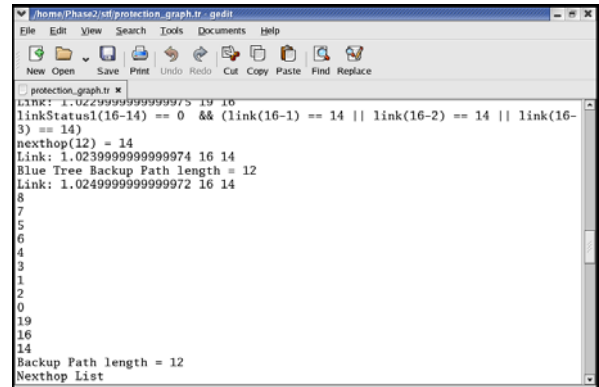 /home/Phase2/stf/protection_graph.tr - gedit
File Edit View Search Tools Documents Help
New Open Save Print Undo Redo Cut Copy Paste Find Replace
protection_graph.tr
Link: 1.0229999999999975 19 16
linkStatus1(16-14) == 0 && (link(16-1) == 14 || link(16-2) == 14 || link(16-
3) == 14)
nexthop(12) = 14
Link: 1.0239999999999974 16 14
Blue Tree Backup Path length = 12
Link: 1.0249999999999972 16 14
8
7
5
6
4
3
1
2
0
19
16
14
Backup Path length = 12
Nexthop List